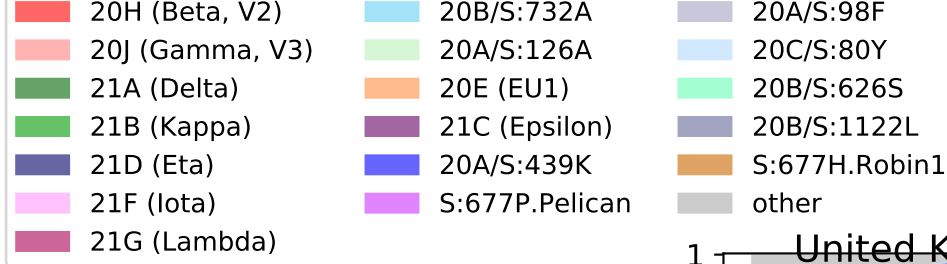 20H (Beta, V2) 20B/S:732A 20A/S:98F
20J (Gamma, V3) 20A/S:126A 20C/S:80Y
21A (Delta) 20E (EU1) 20B/S:626S
21B (Kappa) 21C (Epsilon) 20B/S:1122L
21D (Eta) 20A/S:439K S:677H.Robin1
21F (Iota) S:677P.Pelican other
21G (Lambda)
1 United K